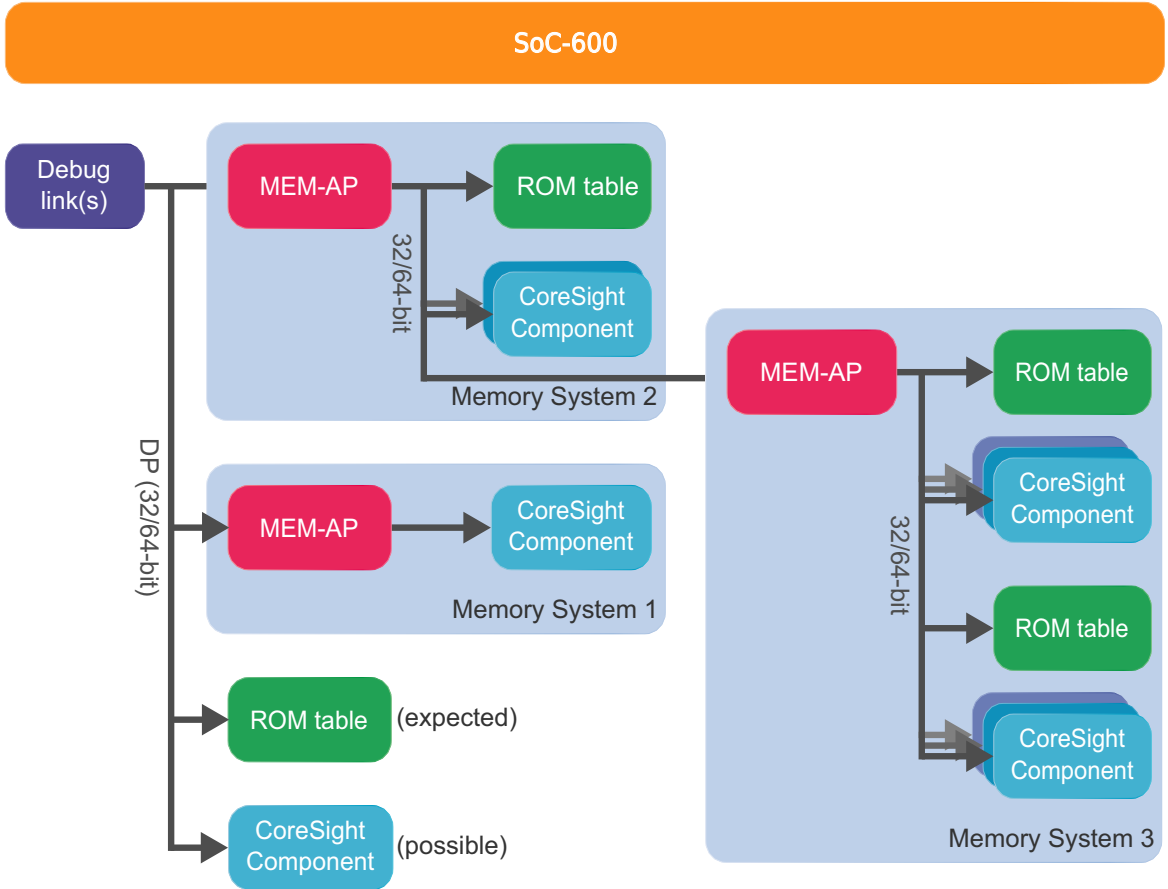 SoC-600
Debug
link(s)
MEM-AP
ROM table
32/64-bit
CoreSight
Component
Memory System 2
MEM-AP
ROM table
CoreSight
Component
32/64-bit
ROM table
CoreSight
Component
Memory System 3
DP (32/64-bit)
MEM-AP
CoreSight
Component
Memory System 1
ROM table
(expected)
CoreSight
Component
(possible)